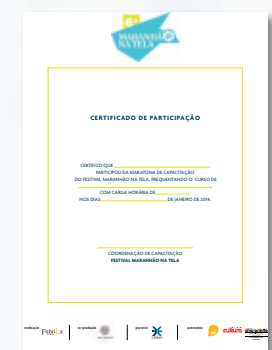 6º
MARANHÃO
NA TELA
CERTIFICADO DE PARTICIPAÇÃO
CERTIFICO QUE
PARTICIPOU DA MARATONA DE CAPACITAÇÃO
DO FESTIVAL MARANHÃO NA TELA, FREQUENTANDO O CURSO DE
COM CARGA HORÁRIA DE
NOS DIAS DE JANEIRO DE 2014.
COORDENAÇÃO DE CAPACITAÇÃO
FESTIVAL MARANHÃO NA TELA
realização co-produção parceria patrocínio oi cultura